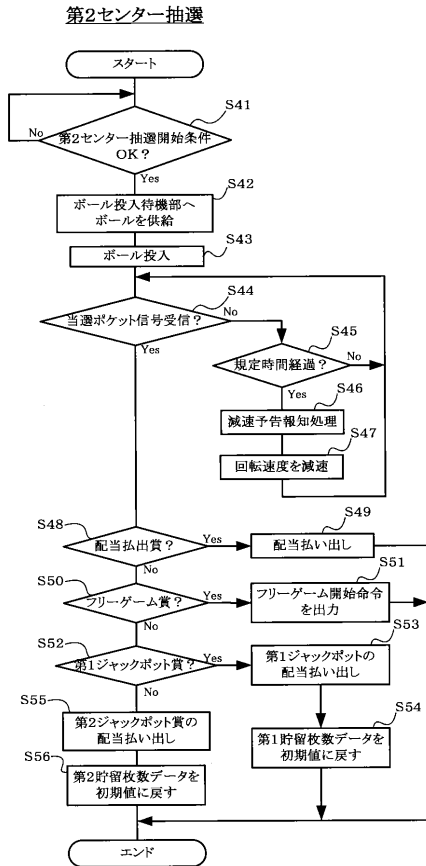 第2センター抽選
スタート
S41
第2センター抽選開始条件
OK？
No
Yes
S42
ボール投入待機部へ
ボールを供給
S43
ボール投入
S44
当選ポケット信号受信？
No
Yes
S45
規定時間経過？
No
Yes
S46
減速予告報知処理
S47
回転速度を減速
S48
配当払出賞？
Yes
No
S49
配当払い出し
S50
フリーゲーム賞？
Yes
No
S51
フリーゲーム開始命令
を出力
S52
第1ジャックポット賞？
Yes
No
S53
第1ジャックポットの
配当払い出し
S54
第1貯留枚数データを
初期値に戻す
S55
第2ジャックポット賞の
配当払い出し
S56
第2貯留枚数データを
初期値に戻す
エンド